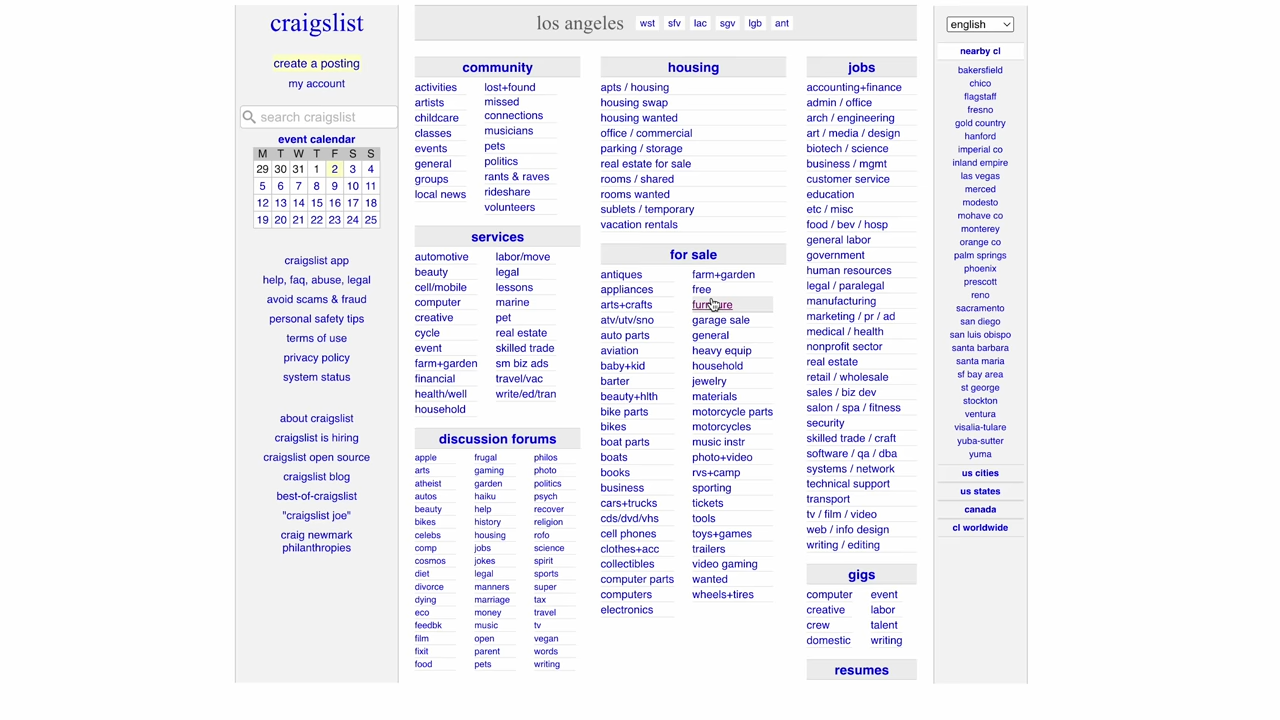 craigslist
create a posting
my account
search craigslist
event calendar
M T W T F S S
29 30 31 1 2 3 4
5 6 7 8 9 10 11
12 13 14 15 16 17 18
19 20 21 22 23 24 25
craigslist app
help, faq, abuse, legal
avoid scams & fraud
personal safety tips
terms of use
privacy policy
system status
about craigslist
craigslist is hiring
craigslist open source
craigslist blog
best-of-craigslist
"craigslist joe"
craig newmark
philanthropies
los angeles wst sfv lac sgv lgb ant
community
activities
artists
childcare
classes
events
general
groups
local news
lost+found
missed
connections
musicians
pets
politics
rants & raves
rideshare
volunteers
services
automotive
beauty
cell/mobile
computer
creative
cycle
event
farm+garden
financial
health/well
household
labor/move
legal
lessons
marine
pet
real estate
skilled trade
sm biz ads
travel/vac
write/ed/tran
discussion forums
apple
arts
atheist
autos
beauty
bikes
celebs
comp
cosmos
diet
divorce
dying
eco
feedbk
film
fixit
food
frugal
gaming
garden
haiku
help
history
housing
jobs
jokes
legal
manners
marriage
money
music
open
parent
pets
philos
photo
politics
psych
recover
religion
rofo
science
spirit
sports
super
tax
travel
tv
vegan
words
writing
housing
apts / housing
housing swap
housing wanted
office / commercial
parking / storage
real estate for sale
rooms / shared
rooms wanted
sublets / temporary
vacation rentals
for sale
antiques
appliances
arts+crafts
atv/utv/sno
auto parts
aviation
baby+kid
barter
beauty+hlth
bike parts
bikes
boat parts
boats
books
business
cars+trucks
cds/dvd/vhs
cell phones
clothes+acc
collectibles
computer parts
computers
electronics
farm+garden
free
furniture
garage sale
general
heavy equip
household
jewelry
materials
motorcycle parts
motorcycles
music instr
photo+video
rvs+camp
sporting
tickets
tools
toys+games
trailers
video gaming
wanted
wheels+tires
jobs
accounting+finance
admin / office
arch / engineering
art / media / design
biotech / science
business / mgmt
customer service
education
etc / misc
food / bev / hosp
general labor
government
human resources
legal / paralegal
manufacturing
marketing / pr / ad
medical / health
nonprofit sector
real estate
retail / wholesale
sales / biz dev
salon / spa / fitness
security
skilled trade / craft
software / qa / dba
systems / network
technical support
transport
tv / film / video
web / info design
writing / editing
gigs
computer
creative
crew
domestic
event
labor
talent
writing
resumes
english
nearby cl
bakersfield
chico
flagstaff
fresno
gold country
hanford
imperial co
inland empire
las vegas
merced
modesto
mohave co
monterey
orange co
palm springs
phoenix
prescott
reno
sacramento
san diego
san luis obispo
santa barbara
santa maria
sf bay area
st george
stockton
ventura
visalia-tulare
yuba-sutter
yuma
us cities
us states
canada
cl worldwide